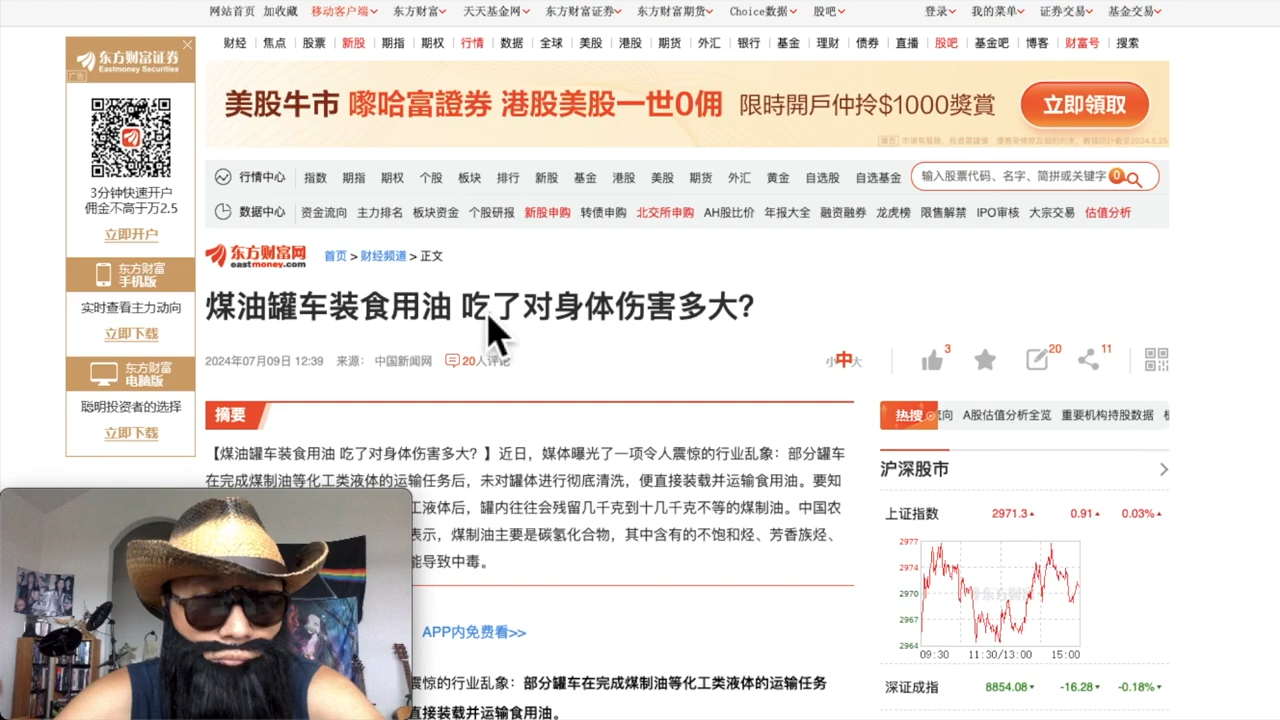 网站首页 加收藏 移动客户端 东方财富 天天基金网 东方财富证券 东方财富期货 Choice数据 股吧 登录 我的菜单 证券交易 基金交易
财经 焦点 股票 新股 期指 期权 行情 数据 全球 美股 港股 期货 外汇 银行 基金 理财 债券 直播 股吧 基金吧 博客 财富号 搜索
东方财富证券
Eastmoney Securities
广告
3分钟快速开户
佣金不高于万2.5
立即开户
东方财富
手机版
实时查看主力动向
立即下载
东方财富
电脑版
聪明投资者的选择
立即下载
美股牛市 嚟哈富證券 港股美股一世0佣 限時開戶仲拎$1000獎賞 立即領取
行情中心 指数 期指 期权 个股 板块 排行 新股 基金 港股 美股 期货 外汇 黄金 自选股 自选基金
输入股票代码、名字、简拼或关键字 0
数据中心 资金流向 主力排名 板块资金 个股研报 新股申购 转债申购 北交所申购 AH股比价 年报大全 融资融券 龙虎榜 限售解禁 IPO审核 大宗交易 估值分析
东方财富网
eastmoney.com
首页 > 财经频道 > 正文
煤油罐车装食用油 吃了对身体伤害多大？
2024年07月09日 12:39 来源： 中国新闻网 20人评论
小 中 大 3 20 11
摘要
【煤油罐车装食用油 吃了对身体伤害多大？】近日，媒体曝光了一项令人震惊的行业乱象：部分罐车
在完成煤制油等化工类液体的运输任务后，未对罐体进行彻底清洗，便直接装载并运输食用油。要知
工液体后，罐内往往会残留几千克到十几千克不等的煤制油。中国农
表示，煤制油主要是碳氢化合物，其中含有的不饱和烃、芳香族烃、
能导致中毒。
APP内免费看>>
震惊的行业乱象：部分罐车在完成煤制油等化工类液体的运输任务
直接装载并运输食用油。
热搜 向 A股估值分析全览 重要机构持股数据
沪深股市
上证指数 2971.3 0.91 0.03%
2977
2974
2970
2967
2964
09:30 11:30/13:00 15:00
东方财
深证成指 8854.08 -16.28 -0.18%